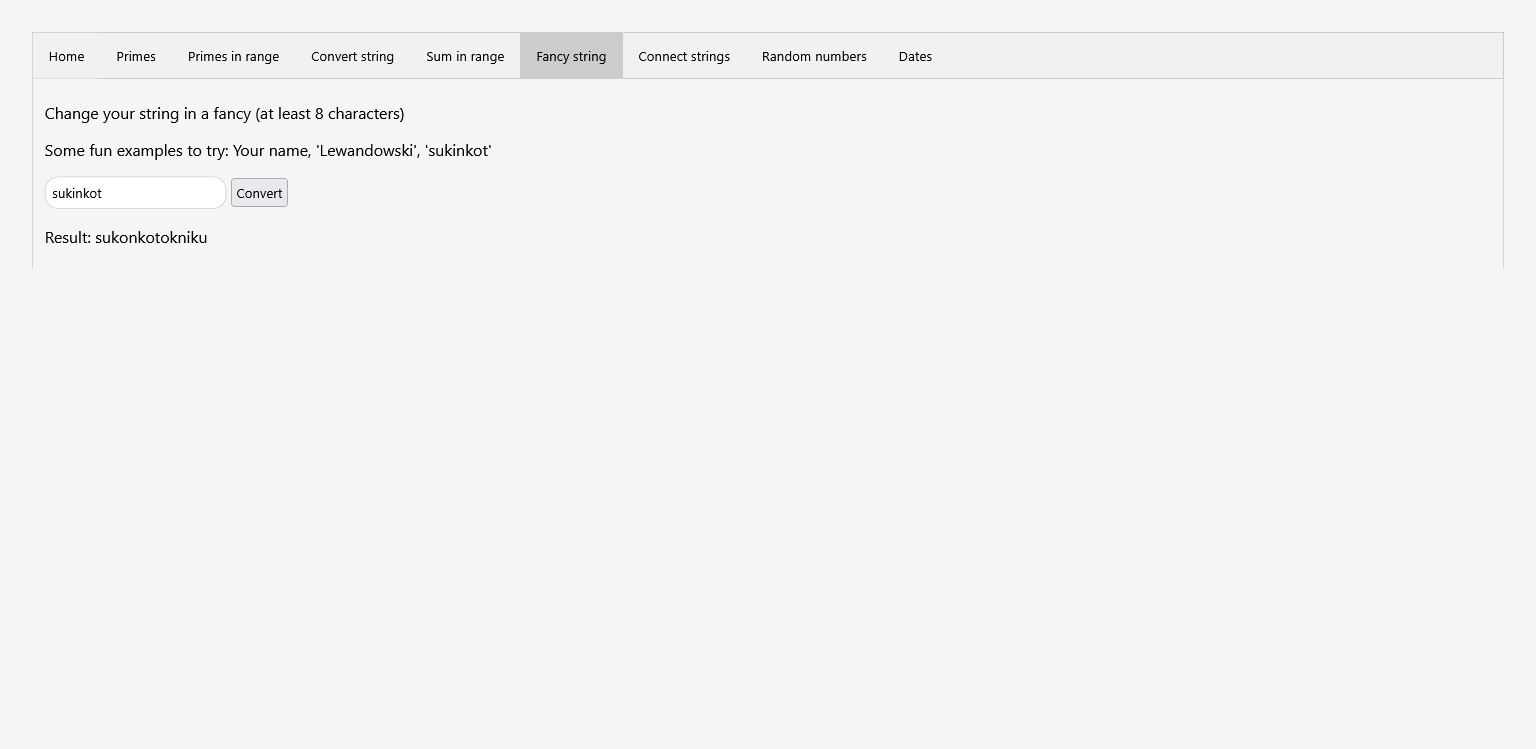 Home Primes Primes in range Convert string Sum in range Fancy string Connect strings Random numbers Dates
Change your string in a fancy (at least 8 characters)
Some fun examples to try: Your name, 'Lewandowski', 'sukinkot'
sukinkot Convert
Result: sukonkotokniku